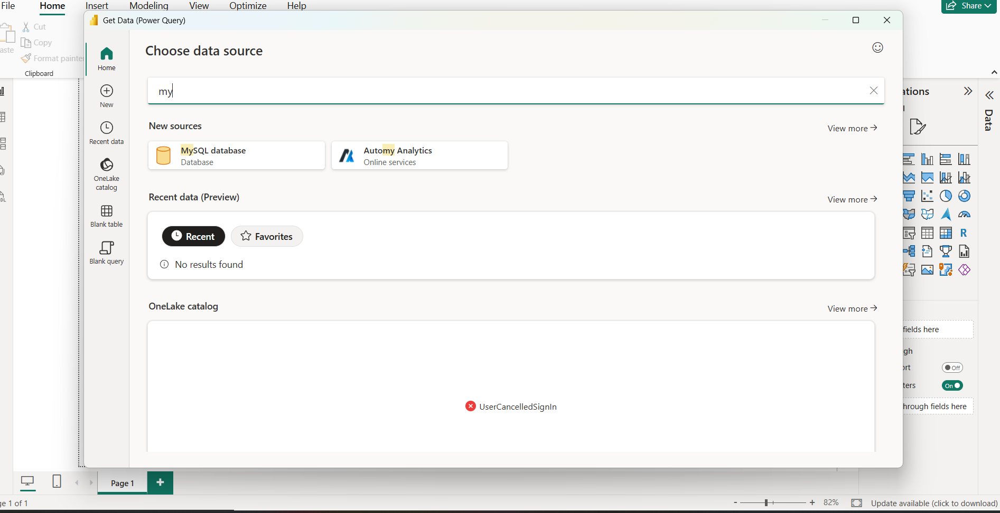 File Home Insert Modeling View Optimize Help
Share
Get Data (Power Query)
Cut
Copy
aste
Format painter
Clipboard
Choose data source
Home
my
New
New sources
View more
Recent data
MySQL database
Database
Automy Analytics
Online services
OneLake
catalog
Recent data (Preview)
View more
Blank table
Recent
Favorites
Blank query
No results found
OneLake catalog
View more
UserCancelledSignIn
ations
Data
R
fields here
gh
ort
Off
ters
On
hrough fields here
DL
Page 1
ge 1 of 1
- + 82%
Update available (click to download)